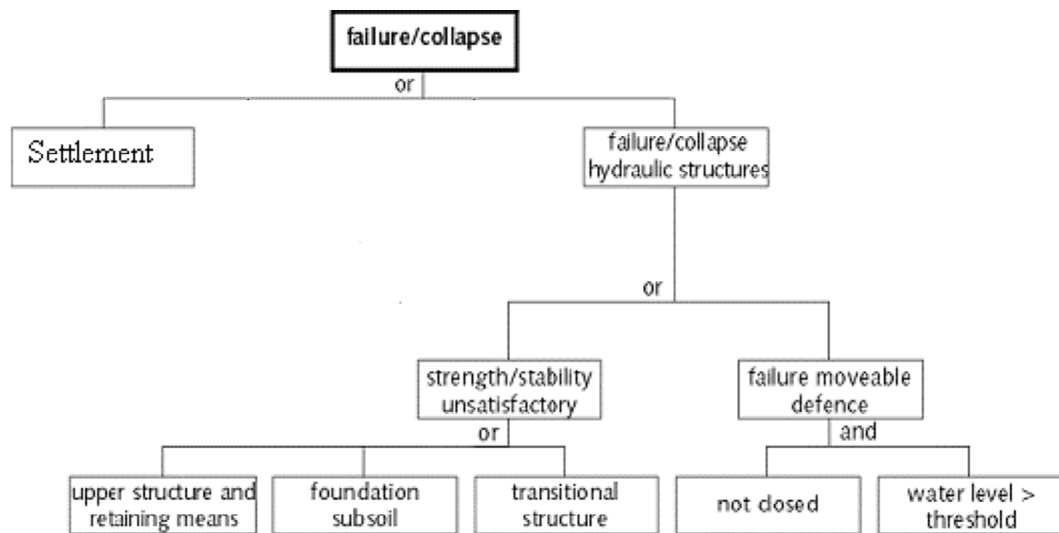 failure/collapse
or
Settlement
failure/collapse
hydraulic structures
or
strength/stability
unsatisfactory
failure moveable
defence
or
and
upper structure and
retaining means
foundation
subsoil
transitional
structure
not closed
water level >
threshold